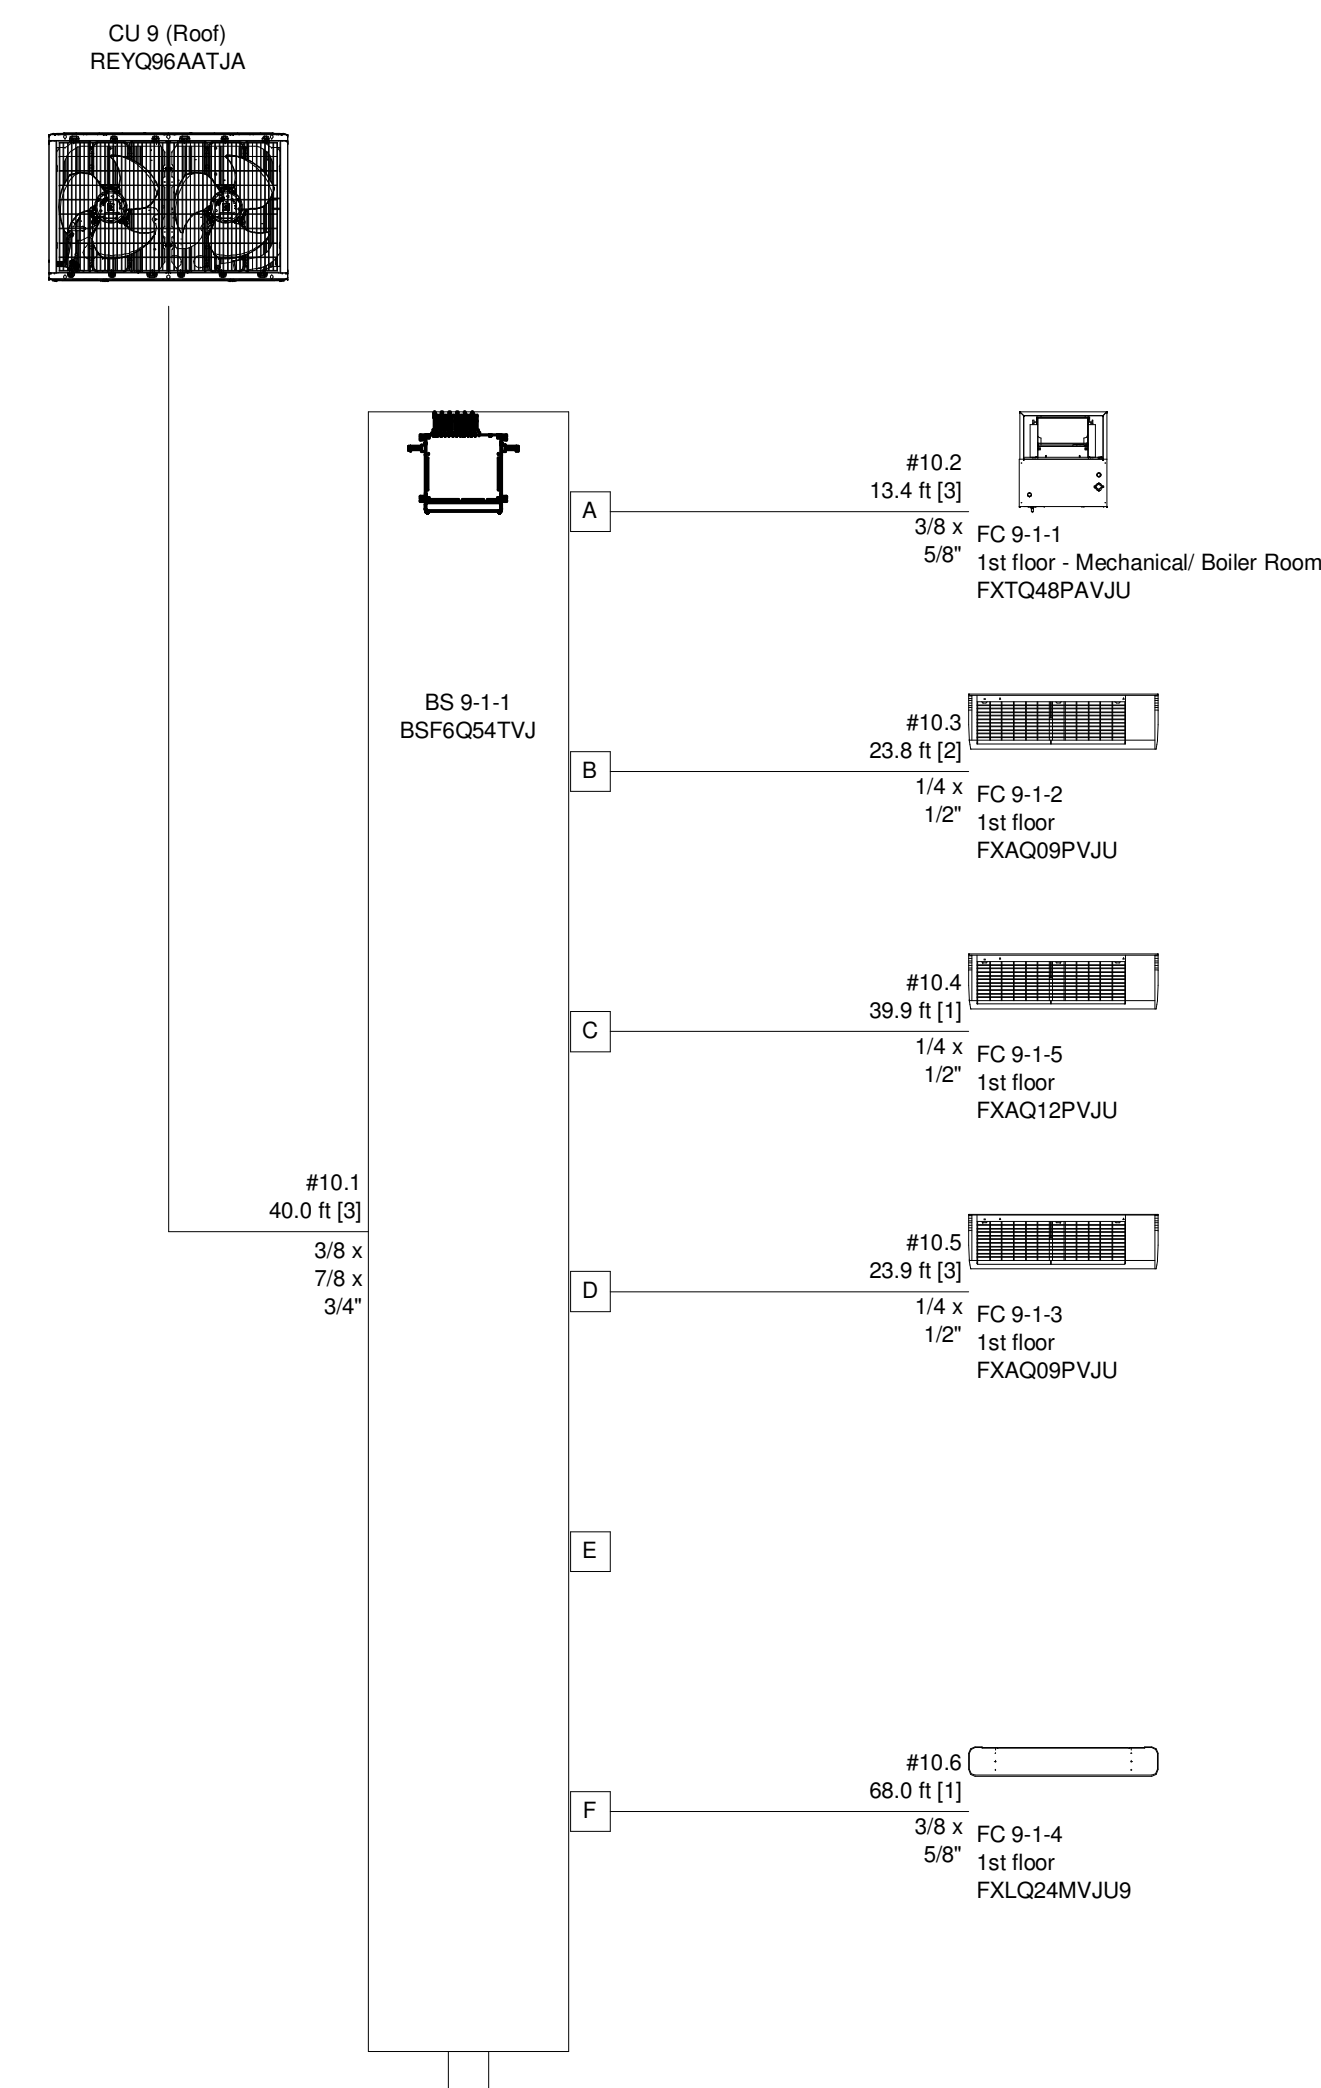 CU 9 (Roof)
REYQ96AATJA
#10.2
13.4 ft [3]
A
3/8 x
5/8"
FC 9-1-1
1st floor - Mechanical/ Boiler Room
FXTQ48PAVJU
BS 9-1-1
BSF6Q54TVJ
#10.3
23.8 ft [2]
B
1/4 x
1/2"
FC 9-1-2
1st floor
FXAQ09PVJU
#10.4
39.9 ft [1]
C
1/4 x
1/2"
FC 9-1-5
1st floor
FXAQ12PVJU
#10.1
40.0 ft [3]
3/8 x
7/8 x
3/4"
#10.5
23.9 ft [3]
D
1/4 x
1/2"
FC 9-1-3
1st floor
FXAQ09PVJU
E
#10.6
68.0 ft [1]
F
3/8 x
5/8"
FC 9-1-4
1st floor
FXLQ24MVJU9